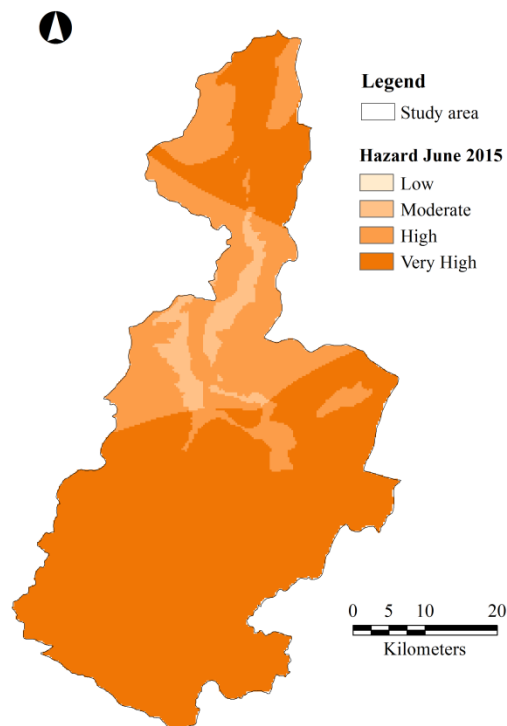 Legend
Study area
Hazard June 2015
Low
Moderate
High
Very High
0 5 10 20
Kilometers